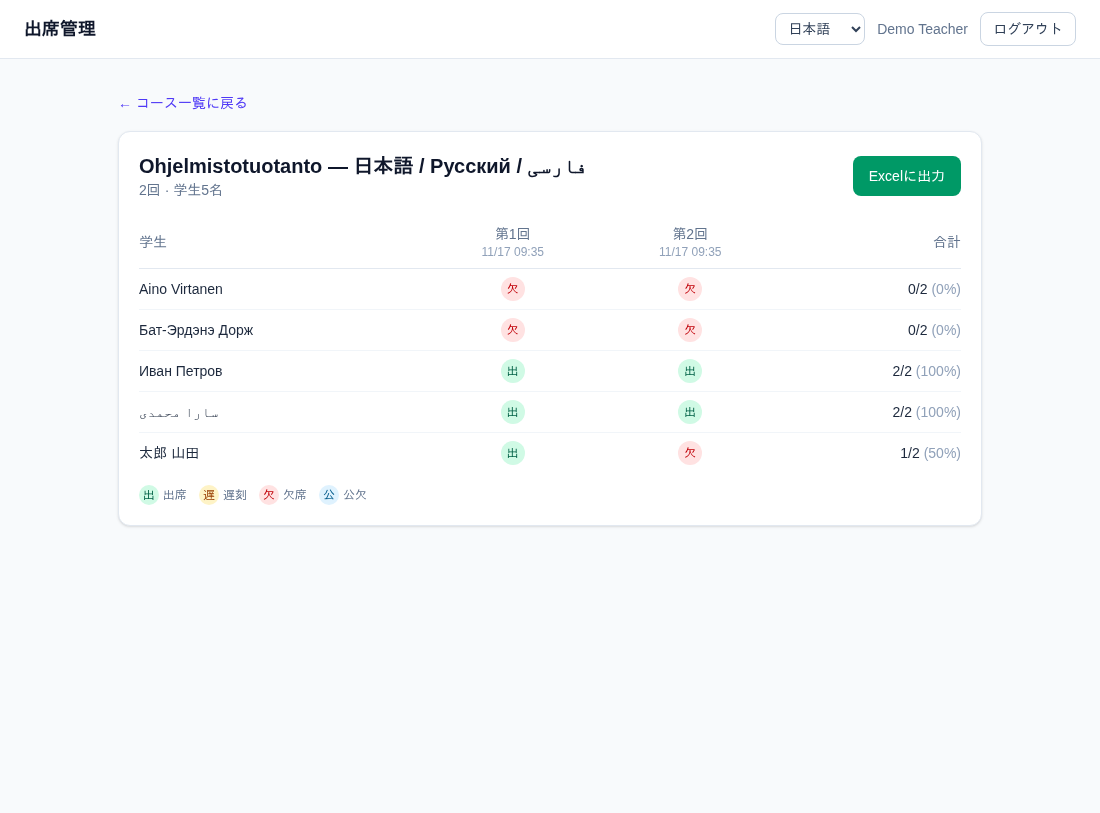 出席管理
日本語 Demo Teacher ログアウト
← コース一覧に戻る
Ohjelmistotuotanto — 日本語 / Русский / فارسی
Excelに出力
2回 · 学生5名
学生 第1回 第2回 合計
11/17 09:35 11/17 09:35
Aino Virtanen 欠 欠 0/2 (0%)
Бат-Эрдэнэ Дорж 欠 欠 0/2 (0%)
Иван Петров 出 出 2/2 (100%)
سارا محمدی 出 出 2/2 (100%)
太郎 山田 出 欠 1/2 (50%)
出 出席 遅 遅刻 欠 欠席 公 公欠